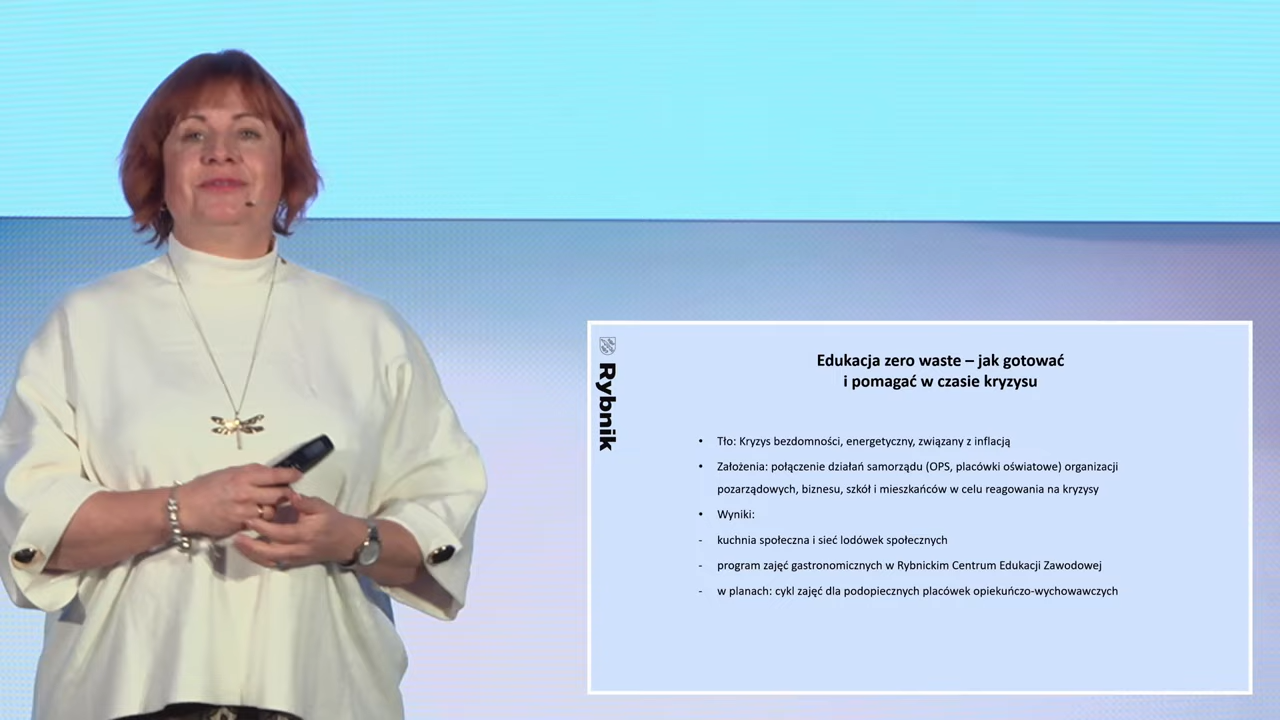 Rybnik
Edukacja zero waste – jak gotować
i pomagać w czasie kryzysu
• Tło: Kryzys bezdomności, energetyczny, związany z inflacją
• Założenia: połączenie działań samorządu (OPS, placówki oświatowe) organizacji
pozarządowych, biznesu, szkół i mieszkańców w celu reagowania na kryzysy
• Wyniki:
- kuchnia społeczna i sieć lodówek społecznych
- program zajęć gastronomicznych w Rybnickim Centrum Edukacji Zawodowej
- w planach: cykl zajęć dla podopiecznych placówek opiekuńczo-wychowawczych